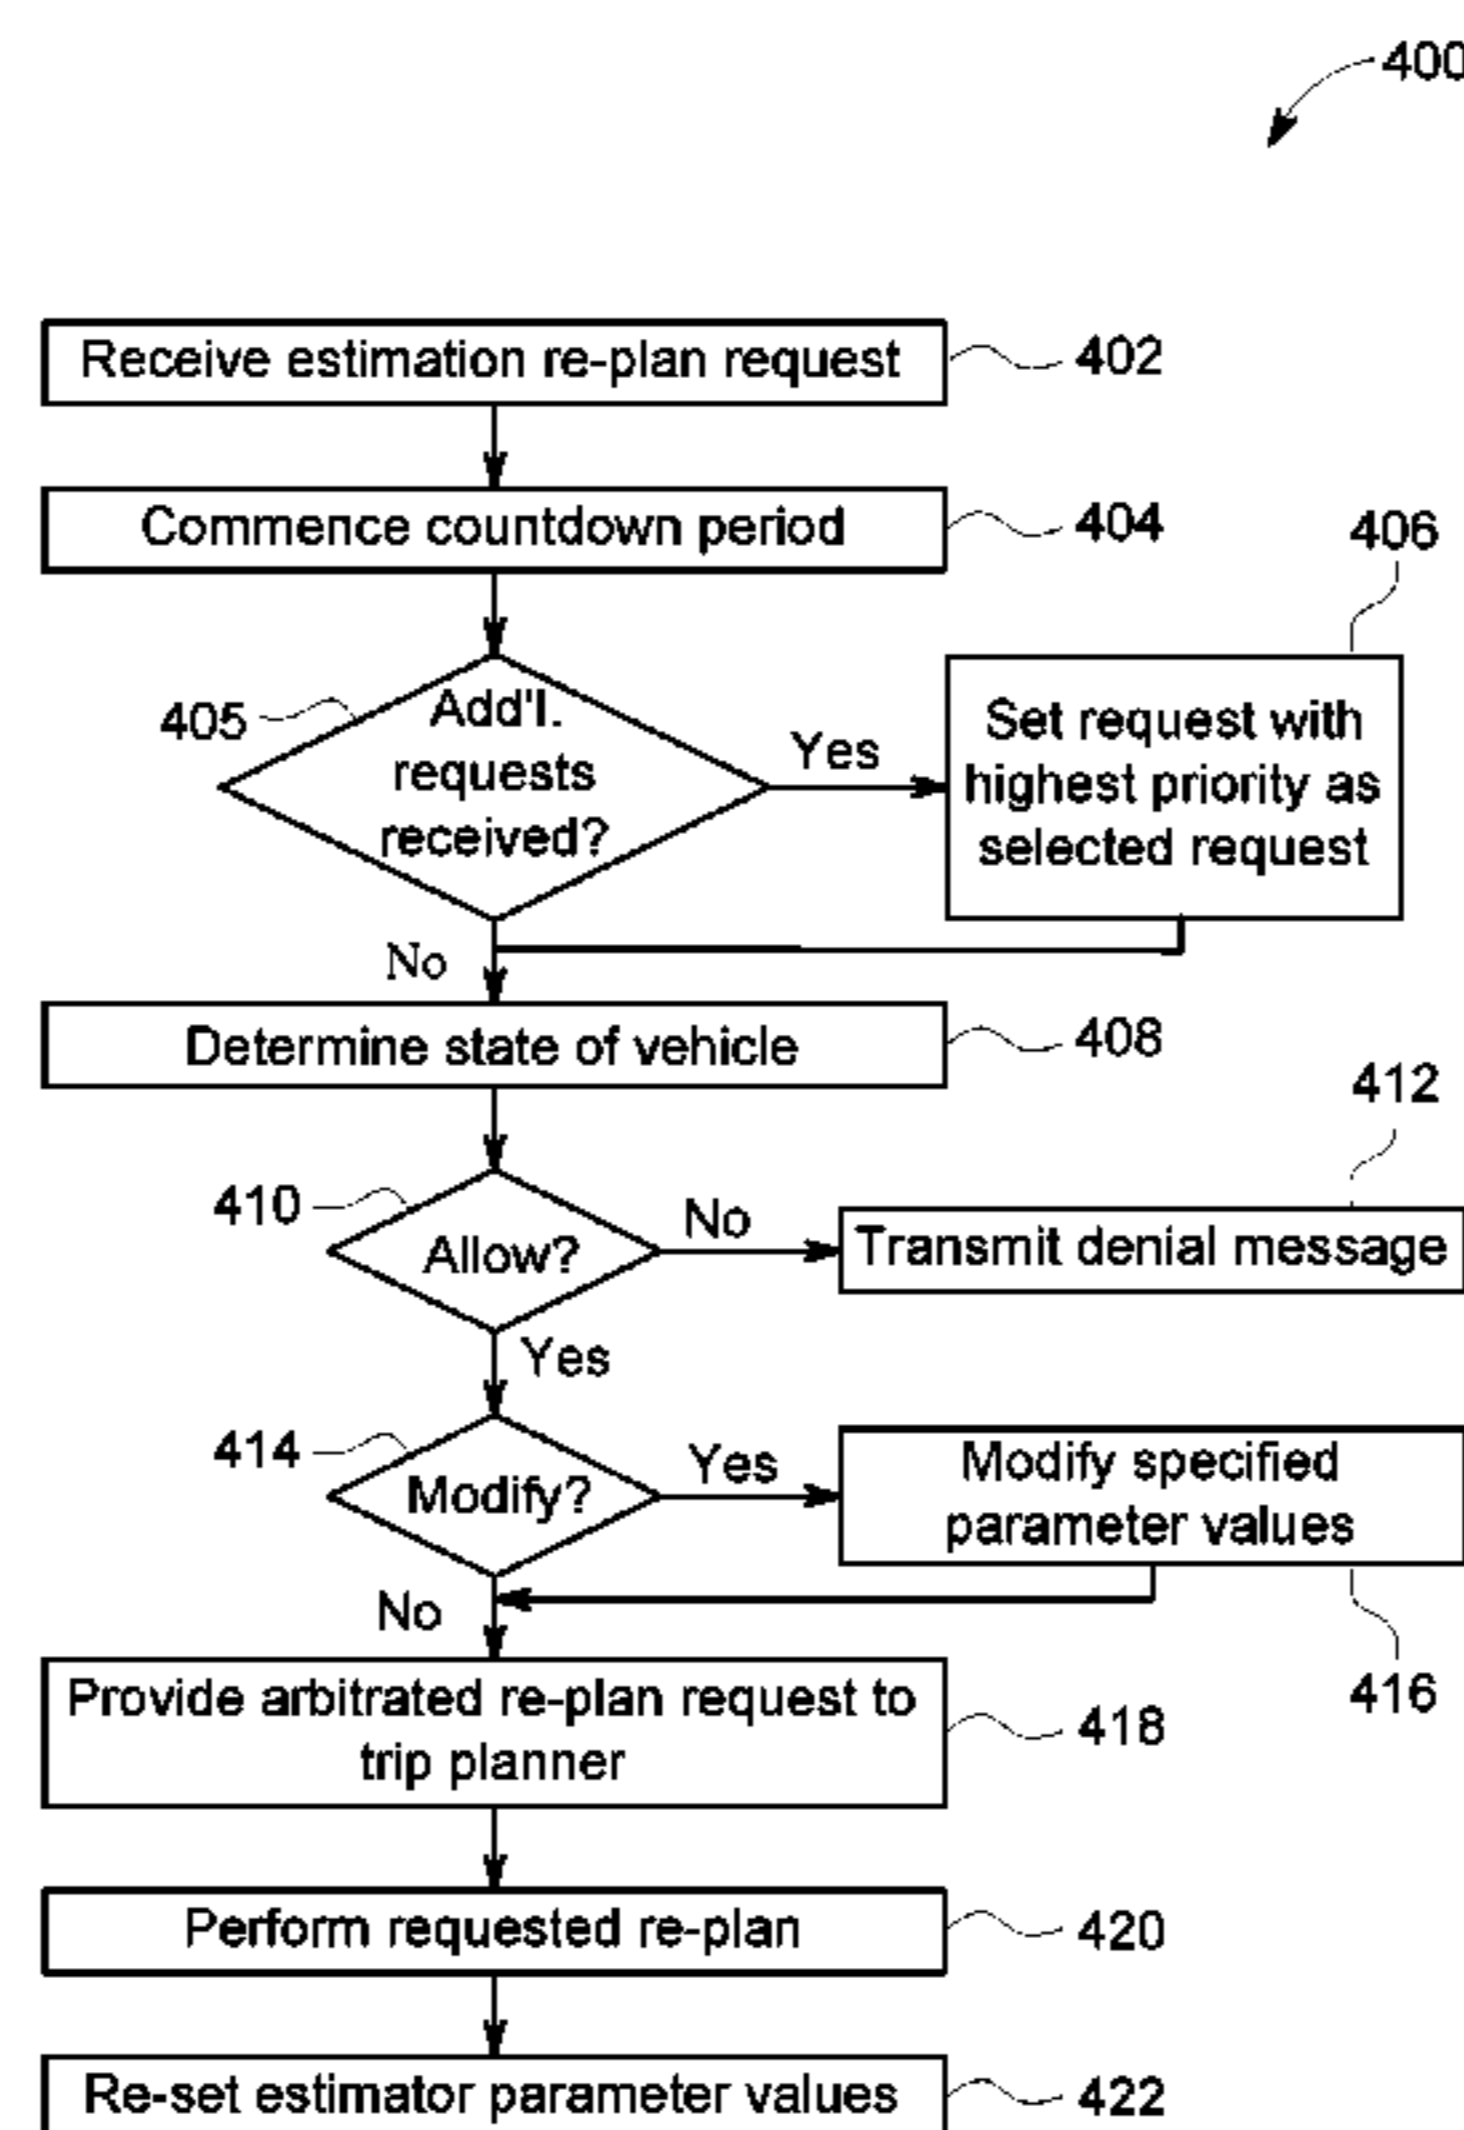 400
Receive estimation re-plan request
402
Commence countdown period
404
406
405
Add'l.
requests
received?
Yes
Set request with
highest priority as
selected request
No
Determine state of vehicle
408
412
410
Allow?
No
Transmit denial message
Yes
414
Modify?
Yes
Modify specified
parameter values
No
416
Provide arbitrated re-plan request to
trip planner
418
Perform requested re-plan
420
Re-set estimator parameter values
422